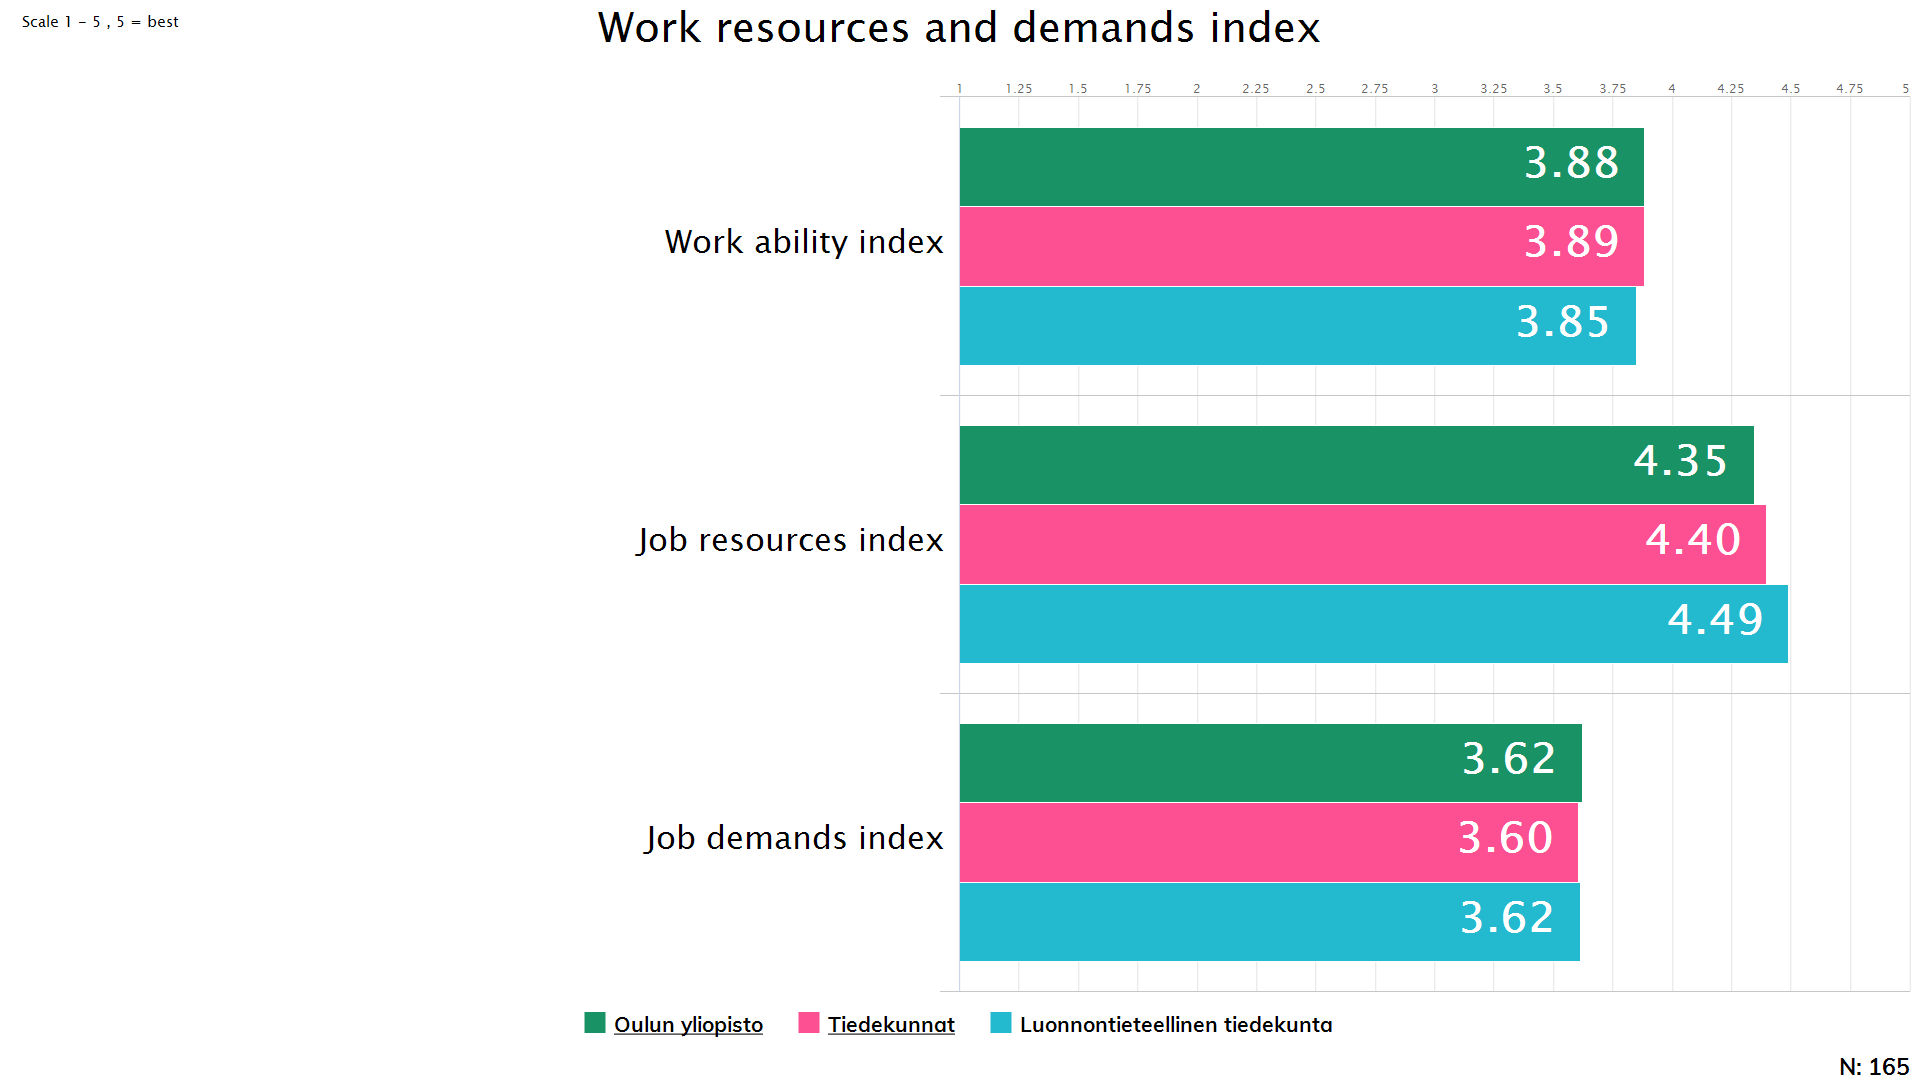 Scale 1 - 5 , 5 = best
Work resources and demands index
1 1.25 1.5 1.75 2 2.25 2.5 2.75 3 3.25 3.5 3.75 4 4.25 4.5 4.75 5
3.88
Work ability index 3.89
3.85
4.35
Job resources index 4.40
4.49
3.62
Job demands index 3.60
3.62
Oulun yliopisto Tiedekunnat Luonnontieteellinen tiedekunta
N: 165